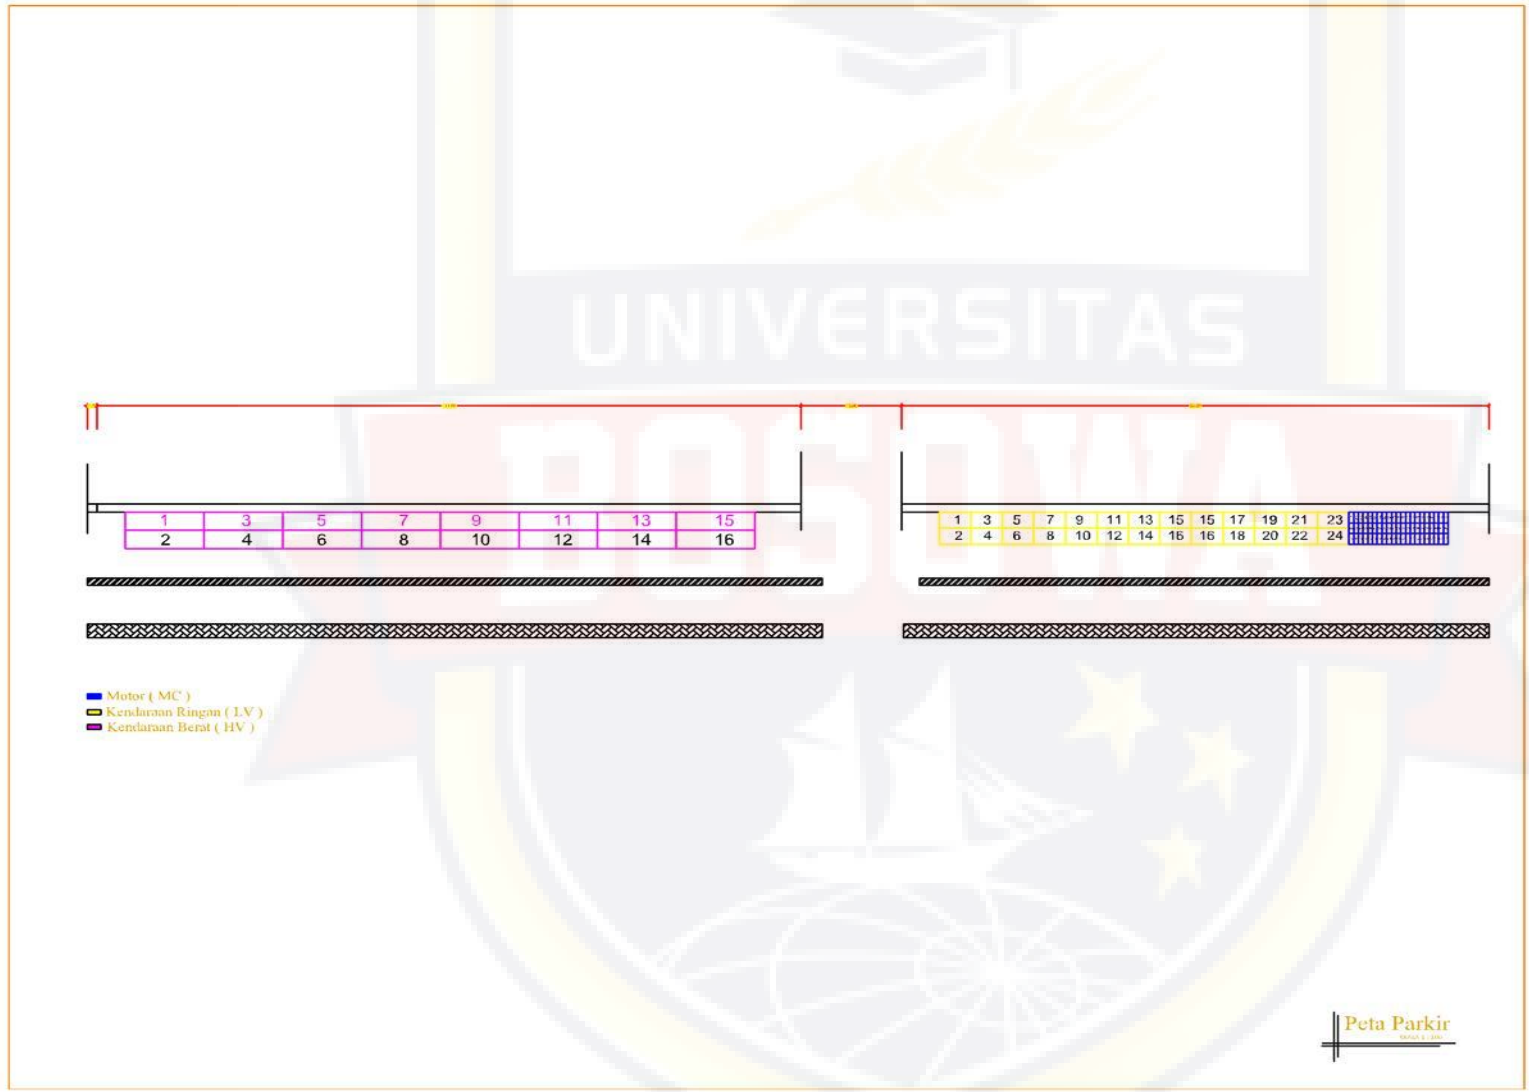 UNIVERSITAS
BOSOWA
1 3 5 7 9 11 13 15
2 4 6 8 10 12 14 16
1 3 5 7 9 11 13 15 15 17 19 21 23
2 4 6 8 10 12 14 16 16 18 20 22 24
Motor ( MC )
Kendaraan Ringan ( LV )
Kendaraan Berat ( HV )
Peta Parkir